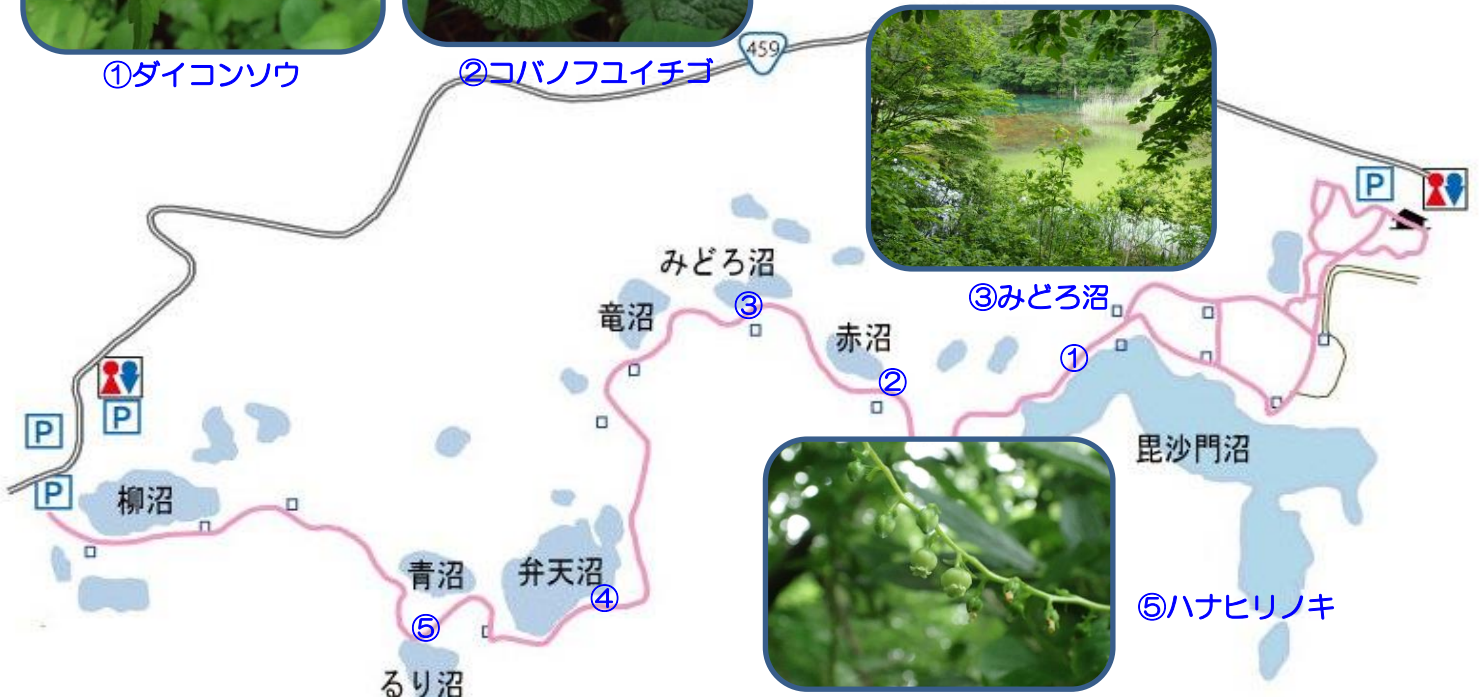 459
①ダイコンソウ
②コバノフユイチゴ
P
みどろ沼
③
③みどろ沼
竜沼
赤沼
①
②
P
P
毘沙門沼
P
柳沼
青沼
弁天沼
④
⑤ハナヒリノキ
⑤
るり沼